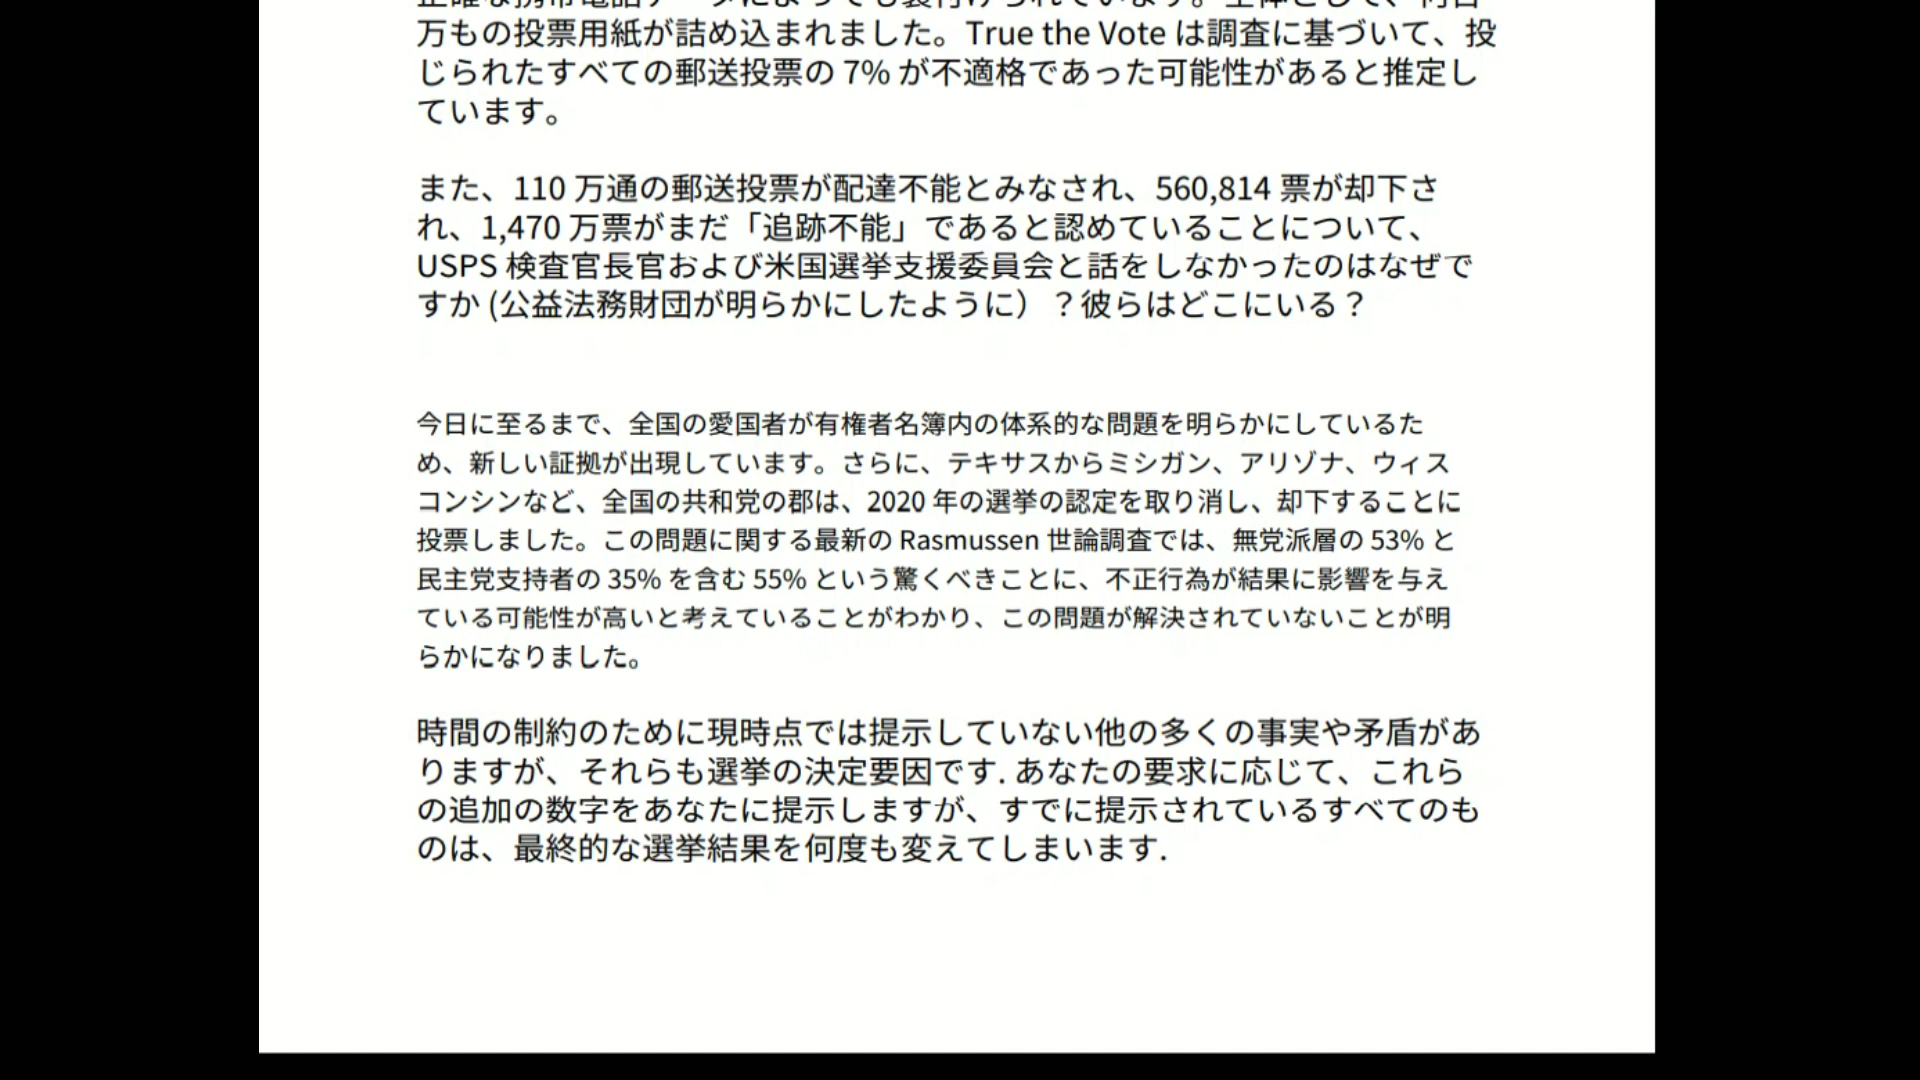 万もの投票用紙が詰め込まれました。True the Vote は調査に基づいて、投
じられたすべての郵送投票の 7% が不適格であった可能性があると推定し
ています。
また、110 万通の郵送投票が配達不能とみなされ、560,814 票が却下さ
れ、1,470 万票がまだ「追跡不能」であると認めていることについて、
USPS 検査官長官および米国選挙支援委員会と話をしなかったのはなぜで
すか (公益法務財団が明らかにしたように）？彼らはどこにいる？
今日に至るまで、全国の愛国者が有権者名簿内の体系的な問題を明らかにしているた
め、新しい証拠が出現しています。さらに、テキサスからミシガン、アリゾナ、ウィス
コンシンなど、全国の共和党の郡は、2020 年の選挙の認定を取り消し、却下することに
投票しました。この問題に関する最新の Rasmussen 世論調査では、無党派層の 53% と
民主党支持者の 35% を含む 55% という驚くべきことに、不正行為が結果に影響を与え
ている可能性が高いと考えていることがわかり、この問題が解決されていないことが明
らかになりました。
時間の制約のために現時点では提示していない他の多くの事実や矛盾があ
りますが、それらも選挙の決定要因です. あなたの要求に応じて、これら
の追加の数字をあなたに提示しますが、すでに提示されているすべてのも
のは、最終的な選挙結果を何度も変えてしまいます.